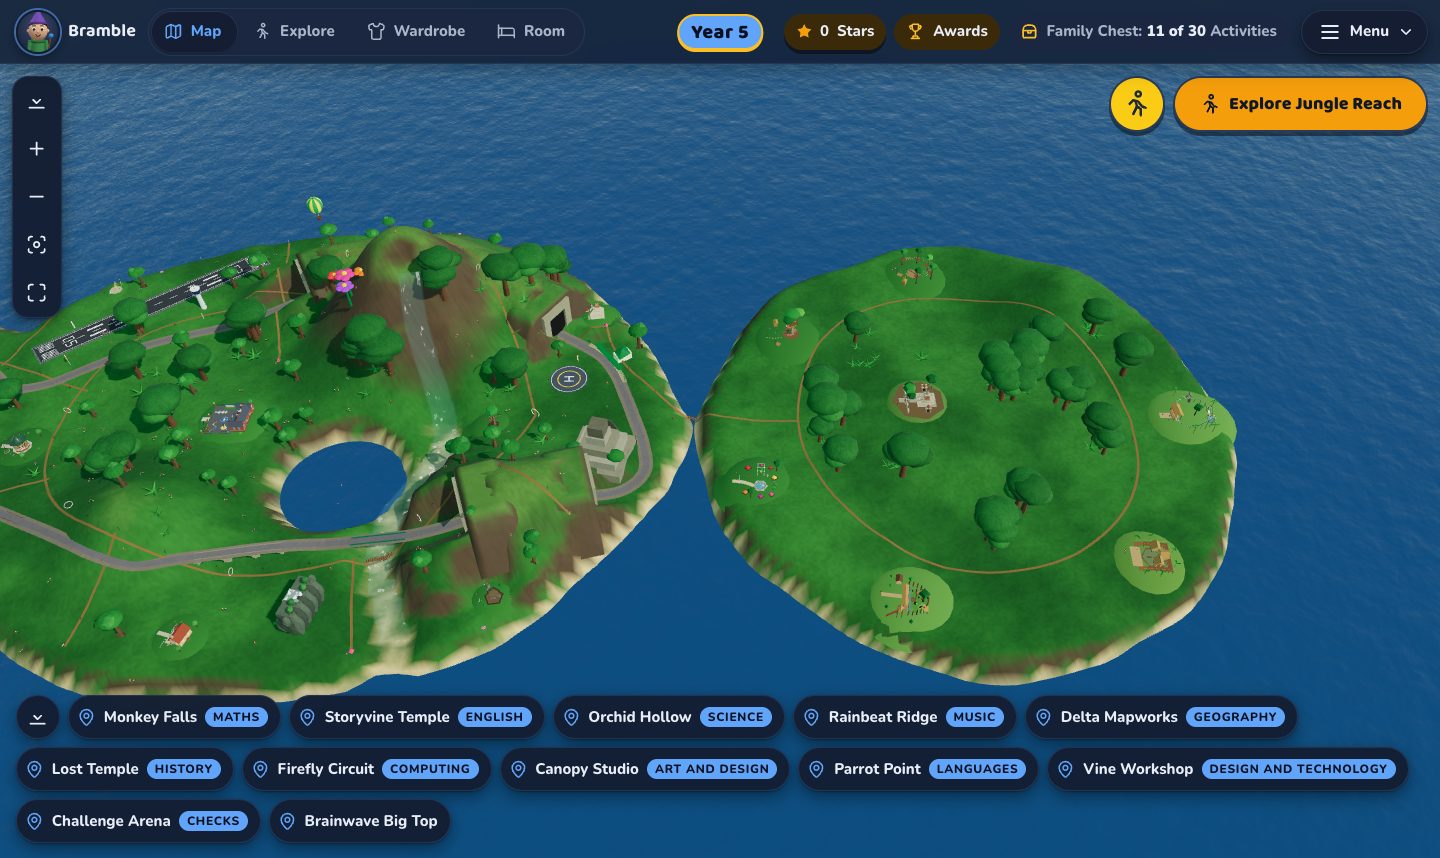 Bramble
Map
Explore
Wardrobe
Room
Year 5
0 Stars
Awards
Family Chest: 11 of 30 Activities
Menu
Explore Jungle Reach
H
Monkey Falls MATHS
Storyvine Temple ENGLISH
Orchid Hollow SCIENCE
Rainbeat Ridge MUSIC
Delta Mapworks GEOGRAPHY
Lost Temple HISTORY
Firefly Circuit COMPUTING
Canopy Studio ART AND DESIGN
Parrot Point LANGUAGES
Vine Workshop DESIGN AND TECHNOLOGY
Challenge Arena CHECKS
Brainwave Big Top